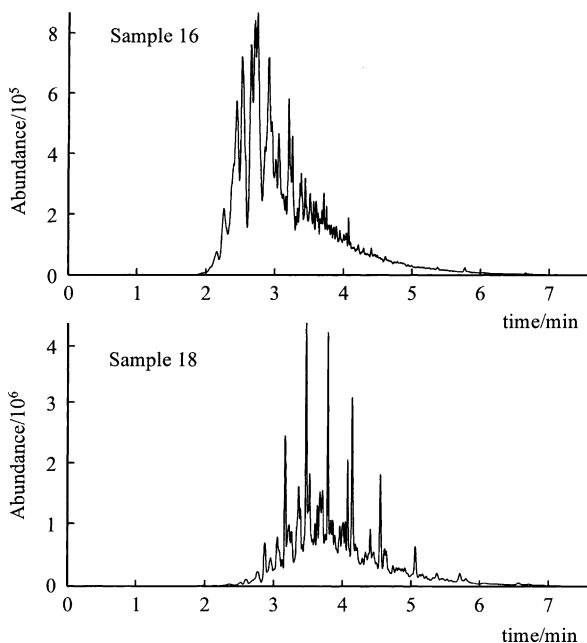 Sample 16
Abundance/10⁵
8
6
4
2
0
0 1 2 3 4 5 6 7
time/min
Sample 18
Abundance/10⁶
4
3
2
1
0
0 1 2 3 4 5 6 7
time/min